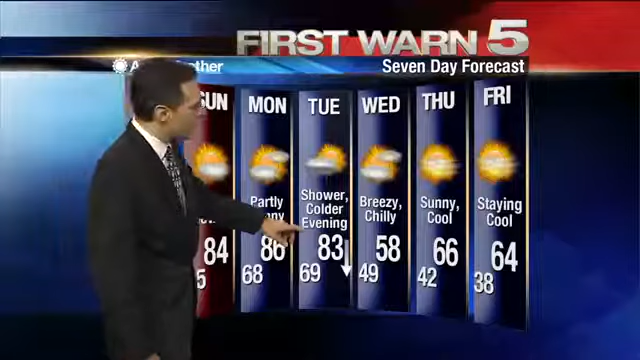 FIRST WARN 5
Seven Day Forecast
SUN
MON
TUE
WED
THU
FRI
Partly
Shower,
Colder
Evening
Breezy,
Chilly
Sunny,
Cool
Staying
Cool
84
86
83
58
66
64
68
69
49
42
38